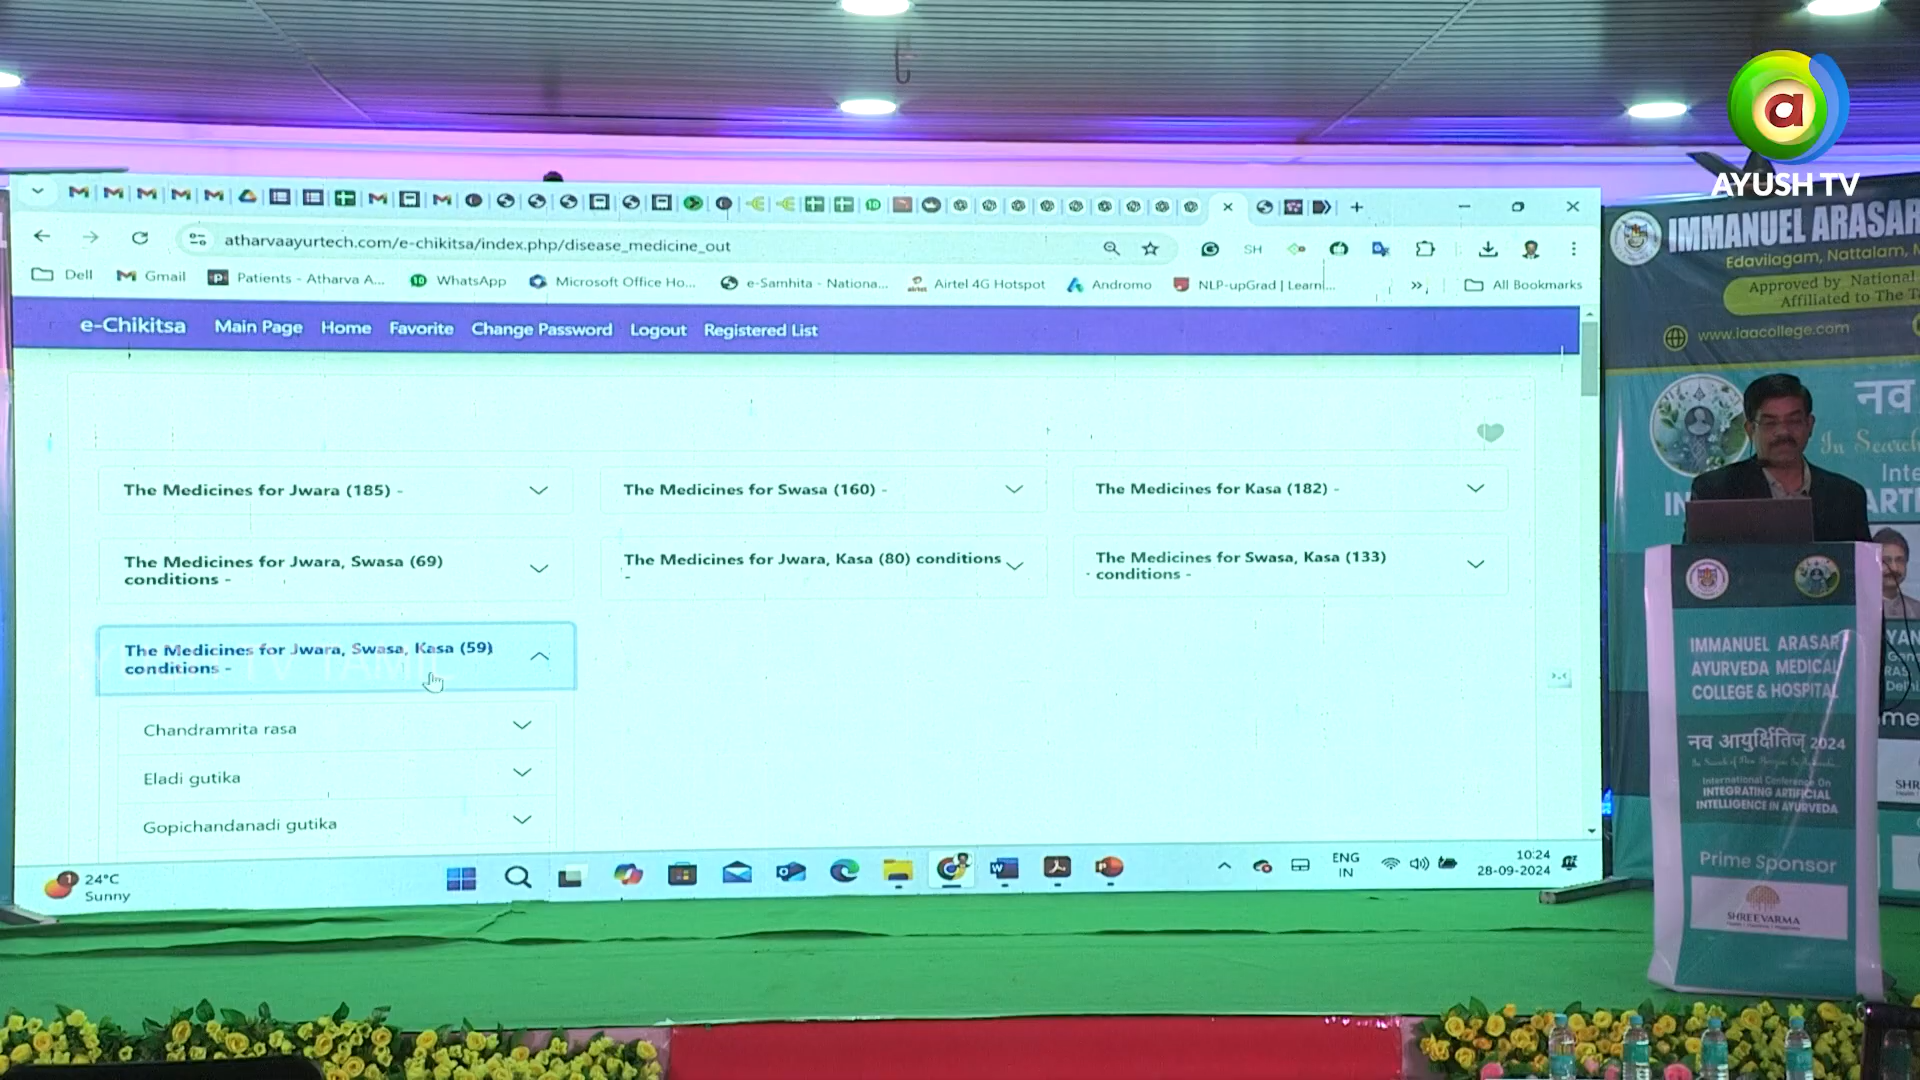 AYUSH TV
atharvaayurtech.com/e-chikitsa/index.php/disease_medicine_out
SH
Dell
Gmail
Patients - Atharva A...
WhatsApp
Microsoft Office Ho...
e-Samhita - Nationa...
Airtel 4G Hotspot
Andromo
NLP-upGrad | Learn|...
All Bookmarks
e-Chikitsa Main Page Home Favorite Change Password Logout Registered List
The Medicines for Jwara (185) -
The Medicines for Swasa (160) -
The Medicines for Kasa (182) -
The Medicines for Jwara, Swasa (69)
conditions -
The Medicines for Jwara, Kasa (80) conditions
-
The Medicines for Swasa, Kasa (133)
conditions -
The Medicines for Jwara, Swasa, Kasa (59)
conditions -
AYUSH TV TAMIL
Chandramrita rasa
Eladi gutika
Gopichandanadi gutika
24°C
Sunny
ENG
IN
10:24
28-09-2024
IMMANUEL ARASAR
Edavilagam, Nattalam,
Approved by National
Affiliated to The
www.iaacollege.com
नव
In Search
IMMANUEL ARASAR
AYURVEDA MEDICAL
COLLEGE & HOSPITAL
नव आयुर्क्षितिज 2024
International Conference On
INTEGRATING ARTIFICIAL
INTELLIGENCE IN AYURVEDA
Prime Sponsor
SHREEVARMA